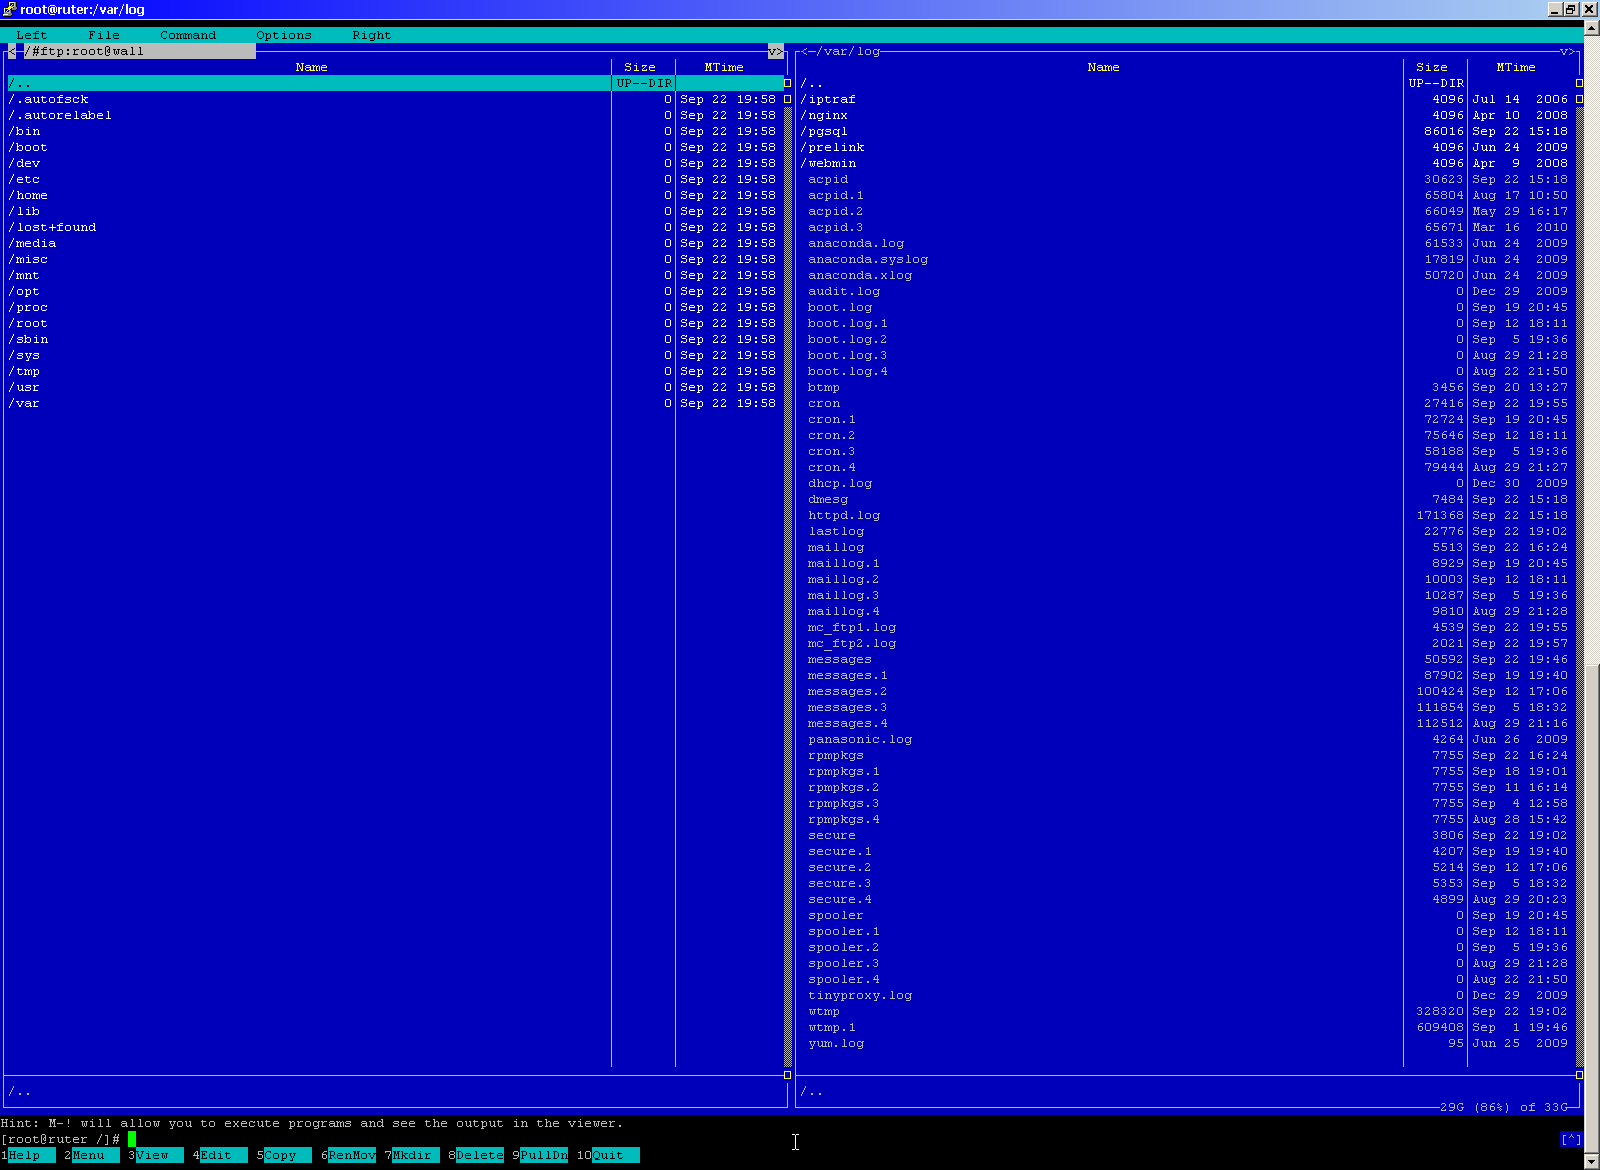 root@ruter:/var/log
Left File Command Options Right
<-/#ftp:root@wall v>
Name Size MTime
/.. UP--DIR
/.autofsck 0 Sep 22 19:58
/.autorelabel 0 Sep 22 19:58
/bin 0 Sep 22 19:58
/boot 0 Sep 22 19:58
/dev 0 Sep 22 19:58
/etc 0 Sep 22 19:58
/home 0 Sep 22 19:58
/lib 0 Sep 22 19:58
/lost+found 0 Sep 22 19:58
/media 0 Sep 22 19:58
/misc 0 Sep 22 19:58
/mnt 0 Sep 22 19:58
/opt 0 Sep 22 19:58
/proc 0 Sep 22 19:58
/root 0 Sep 22 19:58
/sbin 0 Sep 22 19:58
/sys 0 Sep 22 19:58
/tmp 0 Sep 22 19:58
/usr 0 Sep 22 19:58
/var 0 Sep 22 19:58
/..
<-/var/log v>
Name Size MTime
/.. UP--DIR
/iptraf 4096 Jul 14 2006
/nginx 4096 Apr 10 2008
/pgsql 86016 Sep 22 15:18
/prelink 4096 Jun 24 2009
/webmin 4096 Apr 9 2008
acpid 30623 Sep 22 15:18
acpid.1 65804 Aug 17 10:50
acpid.2 66049 May 29 16:17
acpid.3 65671 Mar 16 2010
anaconda.log 61533 Jun 24 2009
anaconda.syslog 17819 Jun 24 2009
anaconda.xlog 50720 Jun 24 2009
audit.log 0 Dec 29 2009
boot.log 0 Sep 19 20:45
boot.log.1 0 Sep 12 18:11
boot.log.2 0 Sep 5 19:36
boot.log.3 0 Aug 29 21:28
boot.log.4 0 Aug 22 21:50
btmp 3456 Sep 20 13:27
cron 27416 Sep 22 19:55
cron.1 72724 Sep 19 20:45
cron.2 75646 Sep 12 18:11
cron.3 58188 Sep 5 19:36
cron.4 79444 Aug 29 21:27
dhcp.log 0 Dec 30 2009
dmesg 7484 Sep 22 15:18
httpd.log 171368 Sep 22 15:18
lastlog 22776 Sep 22 19:02
maillog 5513 Sep 22 16:24
maillog.1 8929 Sep 19 20:45
maillog.2 10003 Sep 12 18:11
maillog.3 10287 Sep 5 19:36
maillog.4 9810 Aug 29 21:28
mc_ftp1.log 4539 Sep 22 19:55
mc_ftp2.log 2021 Sep 22 19:57
messages 50592 Sep 22 19:46
messages.1 87902 Sep 19 19:40
messages.2 100424 Sep 12 17:06
messages.3 111854 Sep 5 18:32
messages.4 112512 Aug 29 21:16
panasonic.log 4264 Jun 26 2009
rpmpkgs 7755 Sep 22 16:24
rpmpkgs.1 7755 Sep 18 19:01
rpmpkgs.2 7755 Sep 11 16:14
rpmpkgs.3 7755 Sep 4 12:58
rpmpkgs.4 7755 Aug 28 15:42
secure 3806 Sep 22 19:02
secure.1 4207 Sep 19 19:40
secure.2 5214 Sep 12 17:06
secure.3 5353 Sep 5 18:32
secure.4 4899 Aug 29 20:23
spooler 0 Sep 19 20:45
spooler.1 0 Sep 12 18:11
spooler.2 0 Sep 5 19:36
spooler.3 0 Aug 29 21:28
spooler.4 0 Aug 22 21:50
tinyproxy.log 0 Dec 29 2009
wtmp 328320 Sep 22 19:02
wtmp.1 609408 Sep 1 19:46
yum.log 95 Jun 25 2009
/..
29G (86%) of 33G
Hint: M-! will allow you to execute programs and see the output in the viewer.
[root@ruter /]# [^]
1Help 2Menu 3View 4Edit 5Copy 6RenMov 7Mkdir 8Delete 9PullDn 10Quit